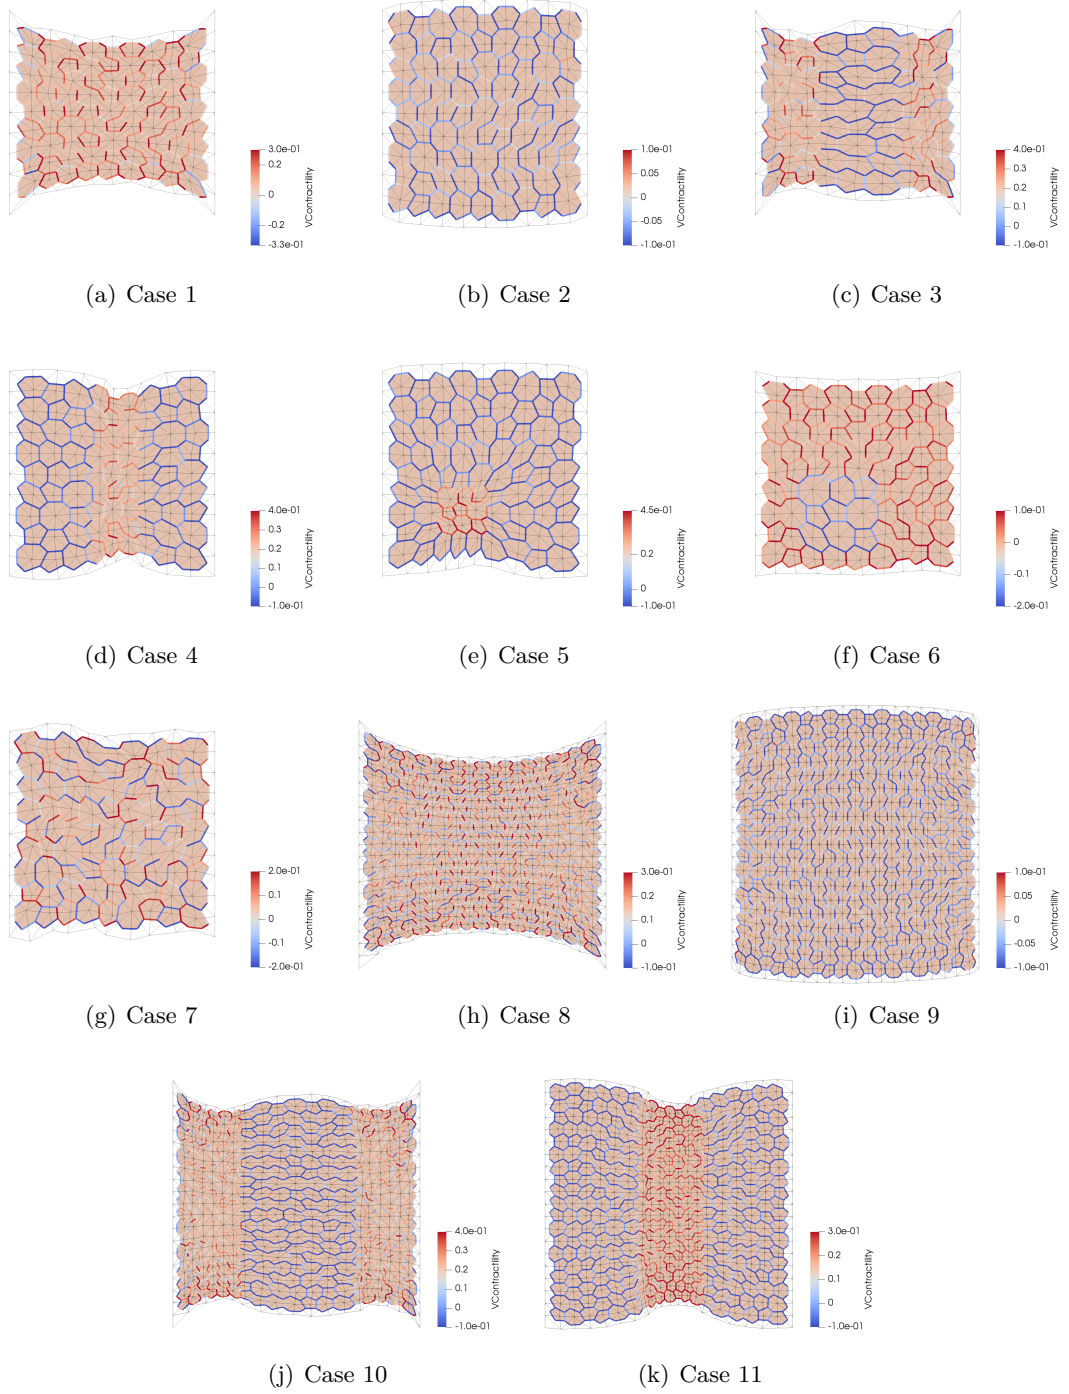 3.0e-01
0.2
0
-0.2
-3.3e-01
VContractility
1.0e-01
0.05
0
-0.05
-1.0e-01
VContractility
4.0e-01
0.3
0.2
0.1
0
-1.0e-01
VContractility
(a) Case 1
(b) Case 2
(c) Case 3
4.0e-01
0.3
0.2
0.1
0
-1.0e-01
VContractility
4.5e-01
0.2
0
-1.0e-01
VContractility
1.0e-01
0
-0.1
-2.0e-01
VContractility
(d) Case 4
(e) Case 5
(f) Case 6
2.0e-01
0.1
0
-0.1
-2.0e-01
VContractility
3.0e-01
0.2
0.1
0
-1.0e-01
VContractility
1.0e-01
0.05
0
-0.05
-1.0e-01
VContractility
(g) Case 7
(h) Case 8
(i) Case 9
4.0e-01
0.3
0.2
0.1
0
-1.0e-01
VContractility
3.0e-01
0.2
0.1
0
-1.0e-01
VContractility
(j) Case 10
(k) Case 11